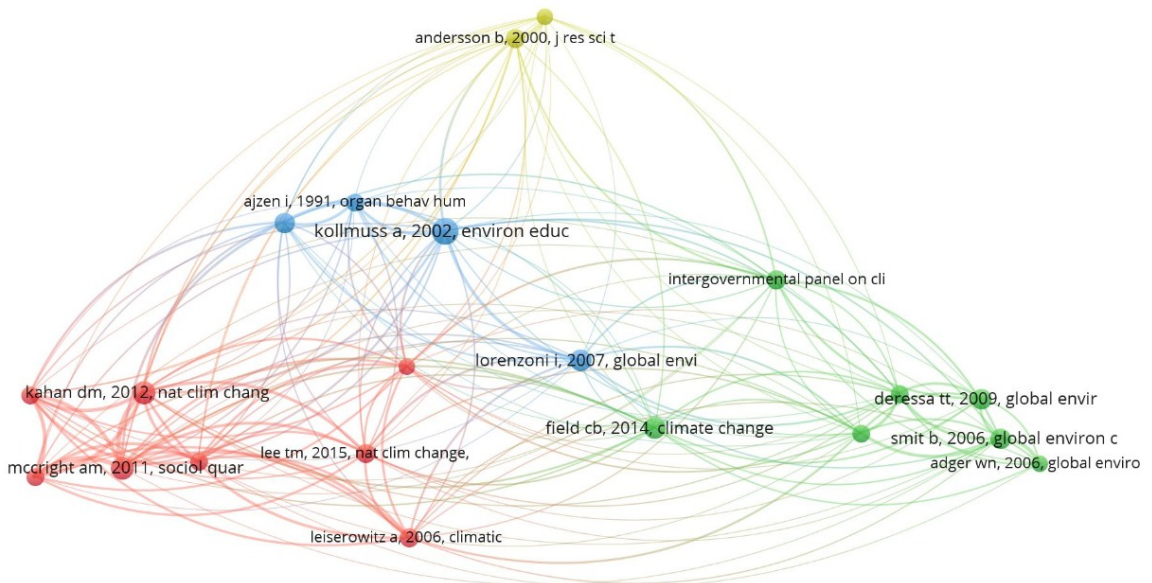 andersson b, 2000, j res sci t
ajzen i, 1991, organ behav hum
kollmuss a, 2002, environ educ
intergovernmental panel on cli
lorenzoni i, 2007, global envi
kahan dm, 2012, nat clim chang
deressa tt, 2009, global envir
field cb, 2014, climate change
smit b, 2006, global environ c
lee tm, 2015, nat clim change,
adger wn, 2006, global enviro
mccright am, 2011, sociol quar
leiserowitz a, 2006, climatic